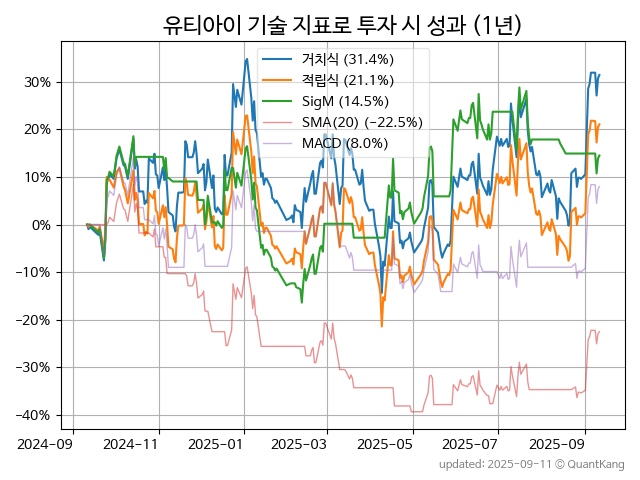 유티아이 기술 지표로 투자 시 성과 (1년)
거치식 (31.4%)
적립식 (21.1%)
SigM (14.5%)
SMA(20) (−22.5%)
MACD (8.0%)
30%
20%
10%
0%
−10%
−20%
−30%
−40%
2024-09 2024-11 2025-01 2025-03 2025-05 2025-07 2025-09
updated: 2025-09-11 © QuantKang